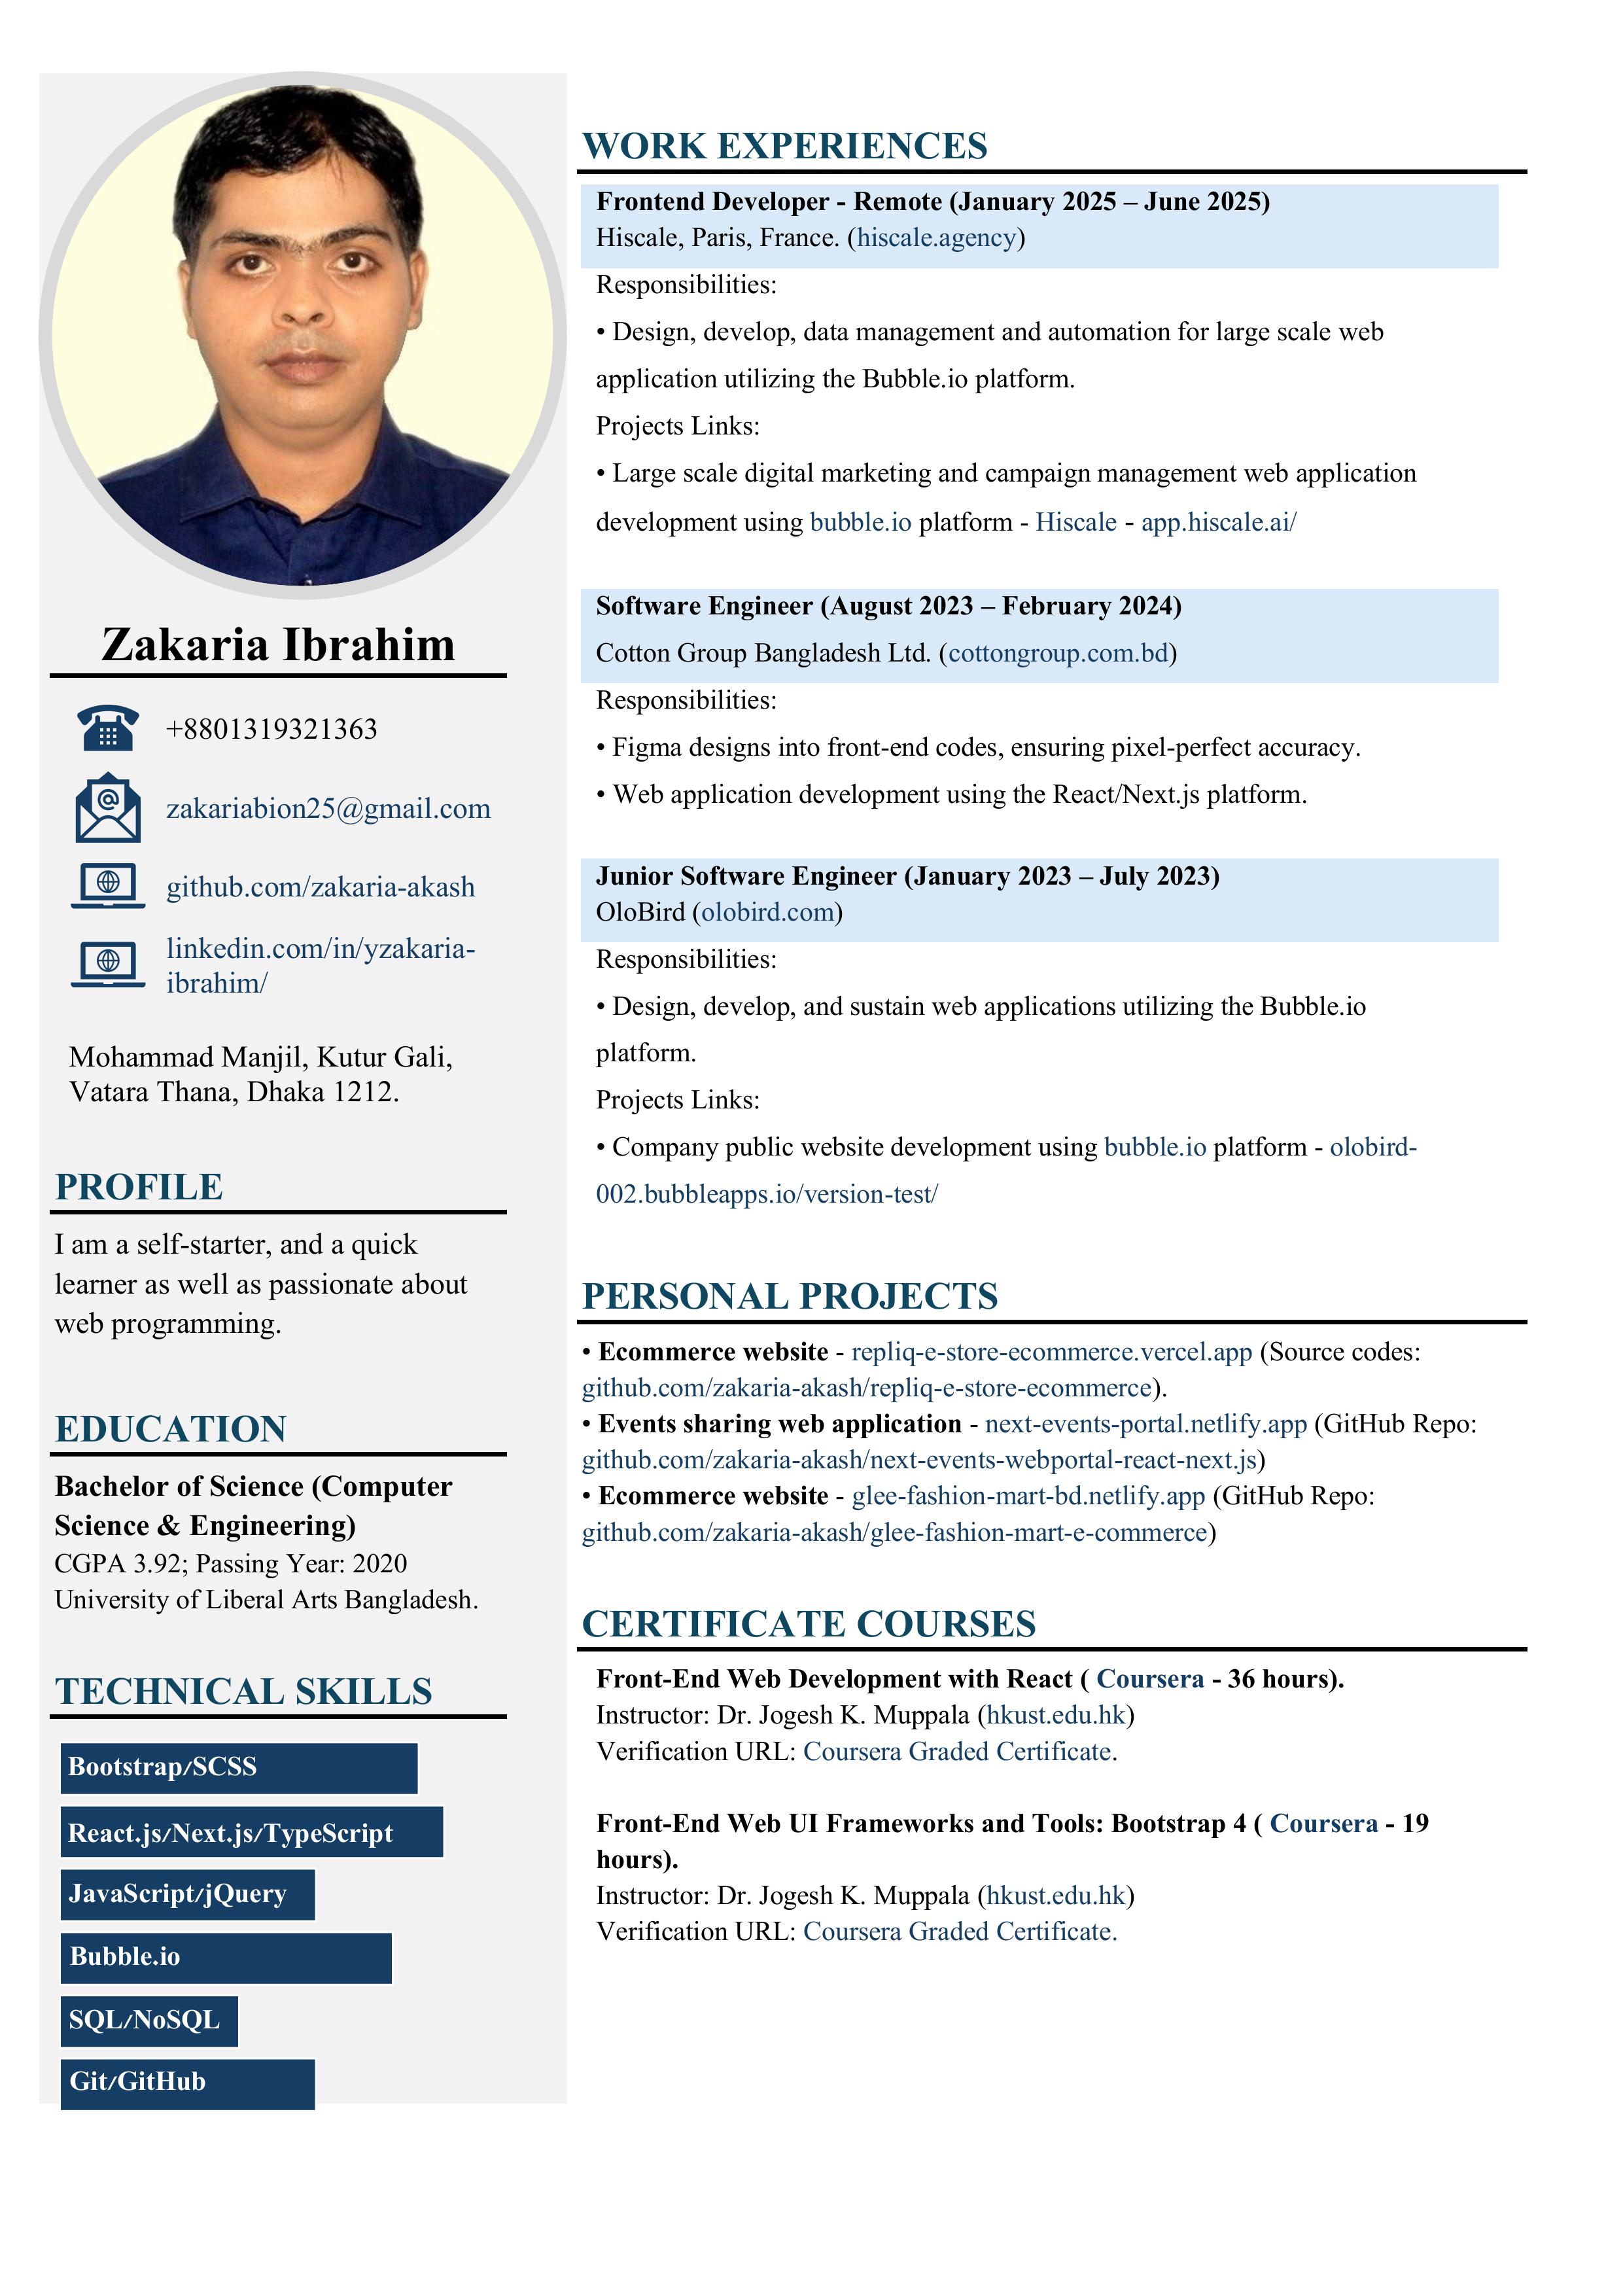 Zakaria Ibrahim
+8801319321363
zakariabion25@gmail.com
github.com/zakaria-akash
linkedin.com/in/yzakaria-
ibrahim/
Mohammad Manjil, Kutur Gali,
Vatara Thana, Dhaka 1212.
PROFILE
I am a self-starter, and a quick
learner as well as passionate about
web programming.
EDUCATION
Bachelor of Science (Computer
Science & Engineering)
CGPA 3.92; Passing Year: 2020
University of Liberal Arts Bangladesh.
TECHNICAL SKILLS
Bootstrap/SCSS
React.js/Next.js/TypeScript
JavaScript/jQuery
Bubble.io
SQL/NoSQL
Git/GitHub
WORK EXPERIENCES
Frontend Developer - Remote (January 2025 – June 2025)
Hiscale, Paris, France. (hiscale.agency)
Responsibilities:
• Design, develop, data management and automation for large scale web
application utilizing the Bubble.io platform.
Projects Links:
• Large scale digital marketing and campaign management web application
development using bubble.io platform - Hiscale - app.hiscale.ai/
Software Engineer (August 2023 – February 2024)
Cotton Group Bangladesh Ltd. (cottongroup.com.bd)
Responsibilities:
• Figma designs into front-end codes, ensuring pixel-perfect accuracy.
• Web application development using the React/Next.js platform.
Junior Software Engineer (January 2023 – July 2023)
OloBird (olobird.com)
Responsibilities:
• Design, develop, and sustain web applications utilizing the Bubble.io
platform.
Projects Links:
• Company public website development using bubble.io platform - olobird-
002.bubbleapps.io/version-test/
PERSONAL PROJECTS
• Ecommerce website - repliq-e-store-ecommerce.vercel.app (Source codes:
github.com/zakaria-akash/repliq-e-store-ecommerce).
• Events sharing web application - next-events-portal.netlify.app (GitHub Repo:
github.com/zakaria-akash/next-events-webportal-react-next.js)
• Ecommerce website - glee-fashion-mart-bd.netlify.app (GitHub Repo:
github.com/zakaria-akash/glee-fashion-mart-e-commerce)
CERTIFICATE COURSES
Front-End Web Development with React ( Coursera - 36 hours).
Instructor: Dr. Jogesh K. Muppala (hkust.edu.hk)
Verification URL: Coursera Graded Certificate.
Front-End Web UI Frameworks and Tools: Bootstrap 4 ( Coursera - 19
hours).
Instructor: Dr. Jogesh K. Muppala (hkust.edu.hk)
Verification URL: Coursera Graded Certificate.